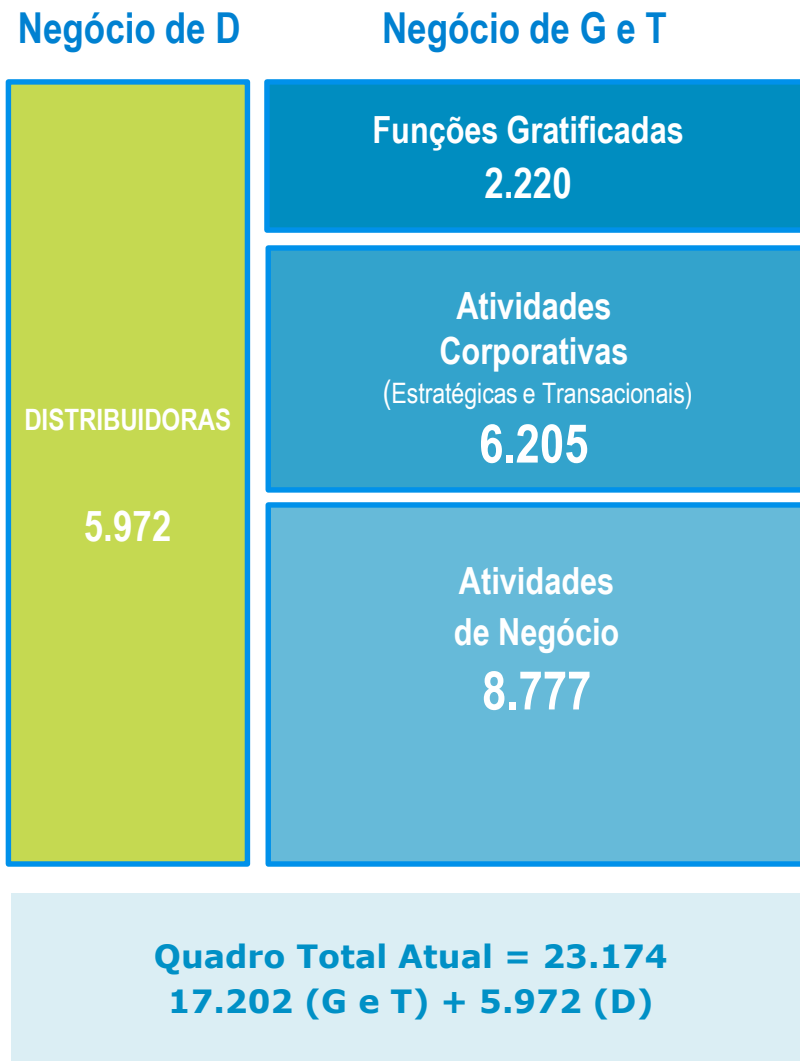 Negócio de D
Negócio de G e T
DISTRIBUIDORAS
5.972
Funções Gratificadas
2.220
Atividades
Corporativas
(Estratégicas e Transacionais)
6.205
Atividades
de Negócio
8.777
Quadro Total Atual = 23.174
17.202 (G e T) + 5.972 (D)